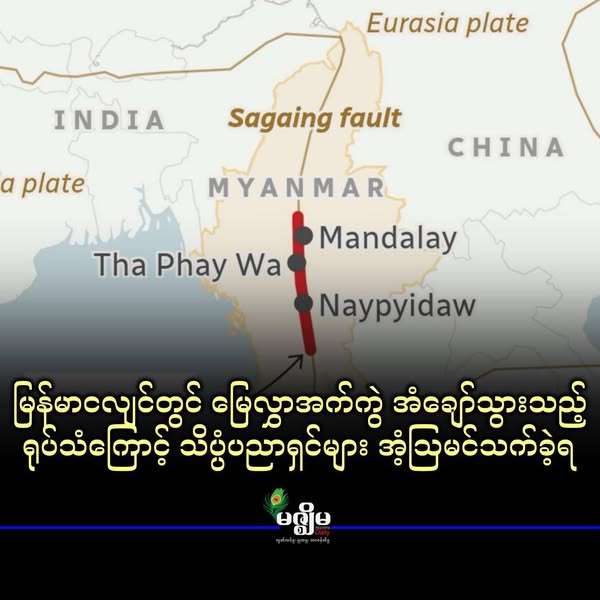 Eurasia plate
INDIA
Sagaing fault
CHINA
a plate
MYANMAR
Mandalay
Tha Phay Wa
Naypyidaw
မြန်မာငလျင်တွင် မြေလွှာအက်ကွဲ အံချော်သွားသည့်
ရုပ်သံကြောင့် သိပ္ပံပညာရှင်များ အံ့ဩမင်သက်ခဲ့ရ
မဇ္ဈိမ
Daily